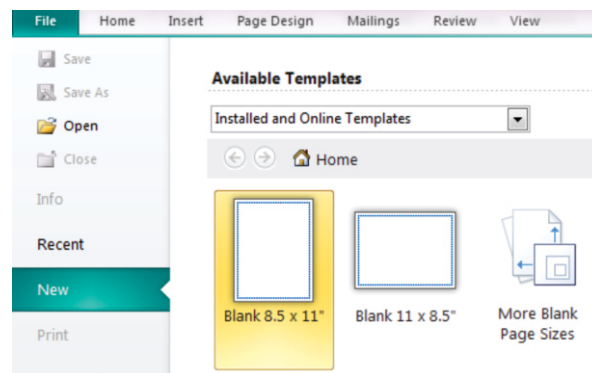 File Home Insert Page Design Mailings Review View
Save
Save As
Open
Close
Info
Recent
New
Print
Available Templates
Installed and Online Templates
Home
Blank 8.5 x 11"
Blank 11 x 8.5"
More Blank
Page Sizes